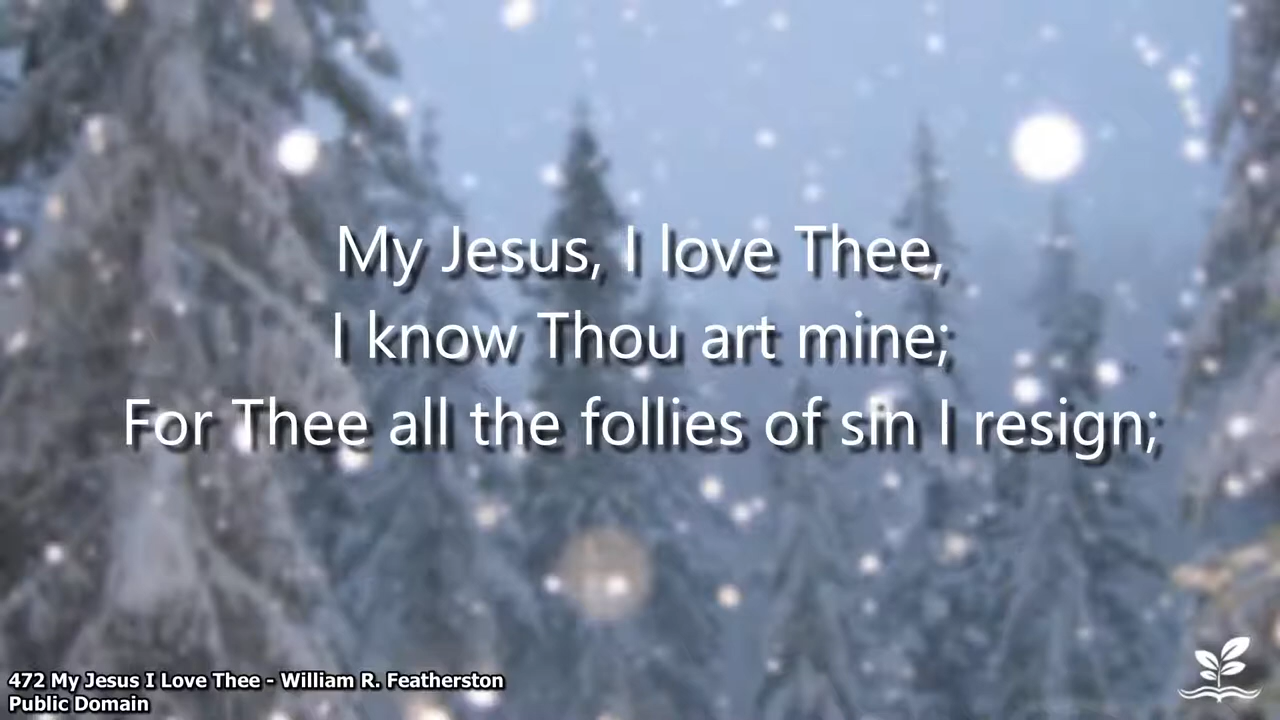 My Jesus, I love Thee,
I know Thou art mine;
For Thee all the follies of sin I resign;
472 My Jesus I Love Thee - William R. Featherston
Public Domain